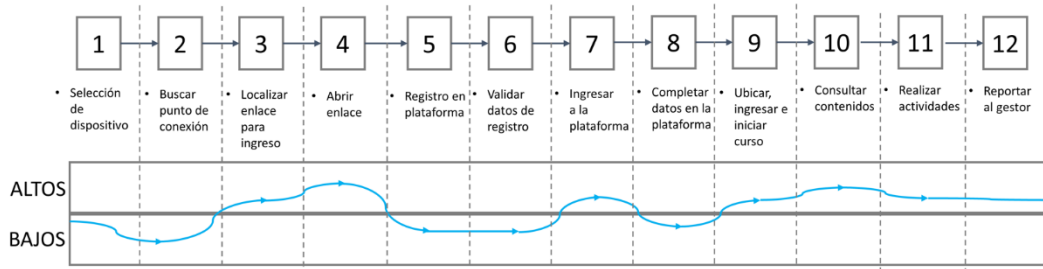 1
2
3
4
5
6
7
8
9
10
11
12
• Selección
de
dispositivo
• Buscar
punto de
conexión
• Localizar
enlace
para
ingreso
• Abrir
enlace
• Registro en
plataforma
• Validar
datos de
registro
• Ingresar
a la
plataforma
• Completar
datos en la
plataforma
• Ubicar,
ingresar e
iniciar
curso
• Consultar
contenidos
• Realizar
actividades
• Reportar
al gestor
ALTOS
BAJOS